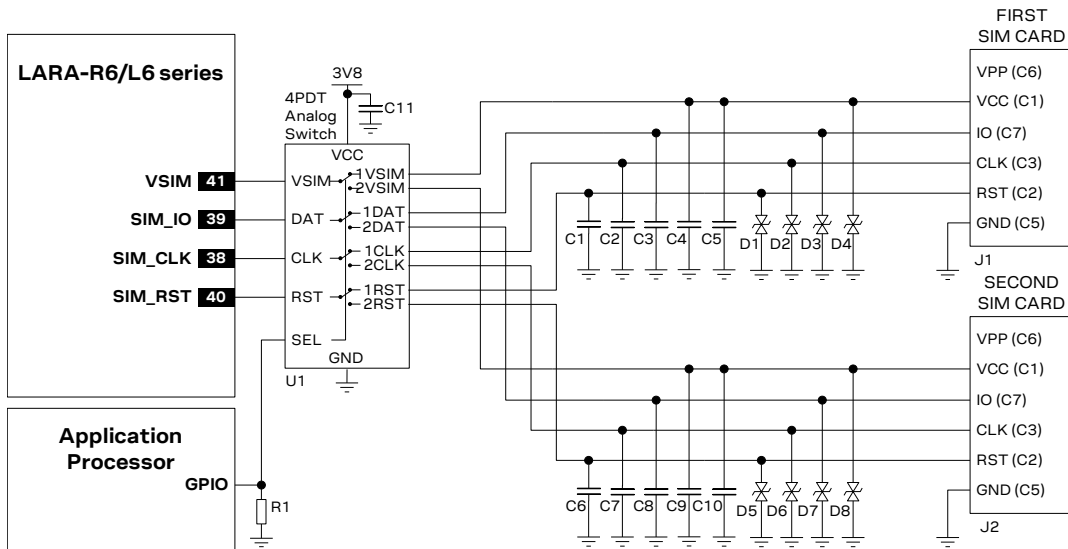 LARA-R6/L6 series
VSIM 41
SIM_IO 39
SIM_CLK 38
SIM_RST 40
Application
Processor
GPIO
R1
3V8
C11
4PDT
Analog
Switch
VCC
VSIM
1VSIM
2VSIM
DAT
1DAT
2DAT
CLK
1CLK
2CLK
RST
1RST
2RST
SEL
GND
U1
C1 C2 C3 C4 C5 D1 D2 D3 D4
FIRST
SIM CARD
VPP (C6)
VCC (C1)
IO (C7)
CLK (C3)
RST (C2)
GND (C5)
J1
C6 C7 C8 C9 C10 D5 D6 D7 D8
SECOND
SIM CARD
VPP (C6)
VCC (C1)
IO (C7)
CLK (C3)
RST (C2)
GND (C5)
J2